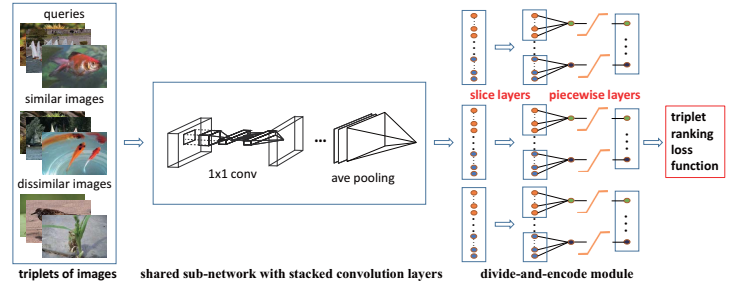 queries
similar images
dissimilar images
triplets of images
1x1 conv
...
ave pooling
shared sub-network with stacked convolution layers
slice layers
piecewise layers
divide-and-encode module
triplet
ranking
loss
function